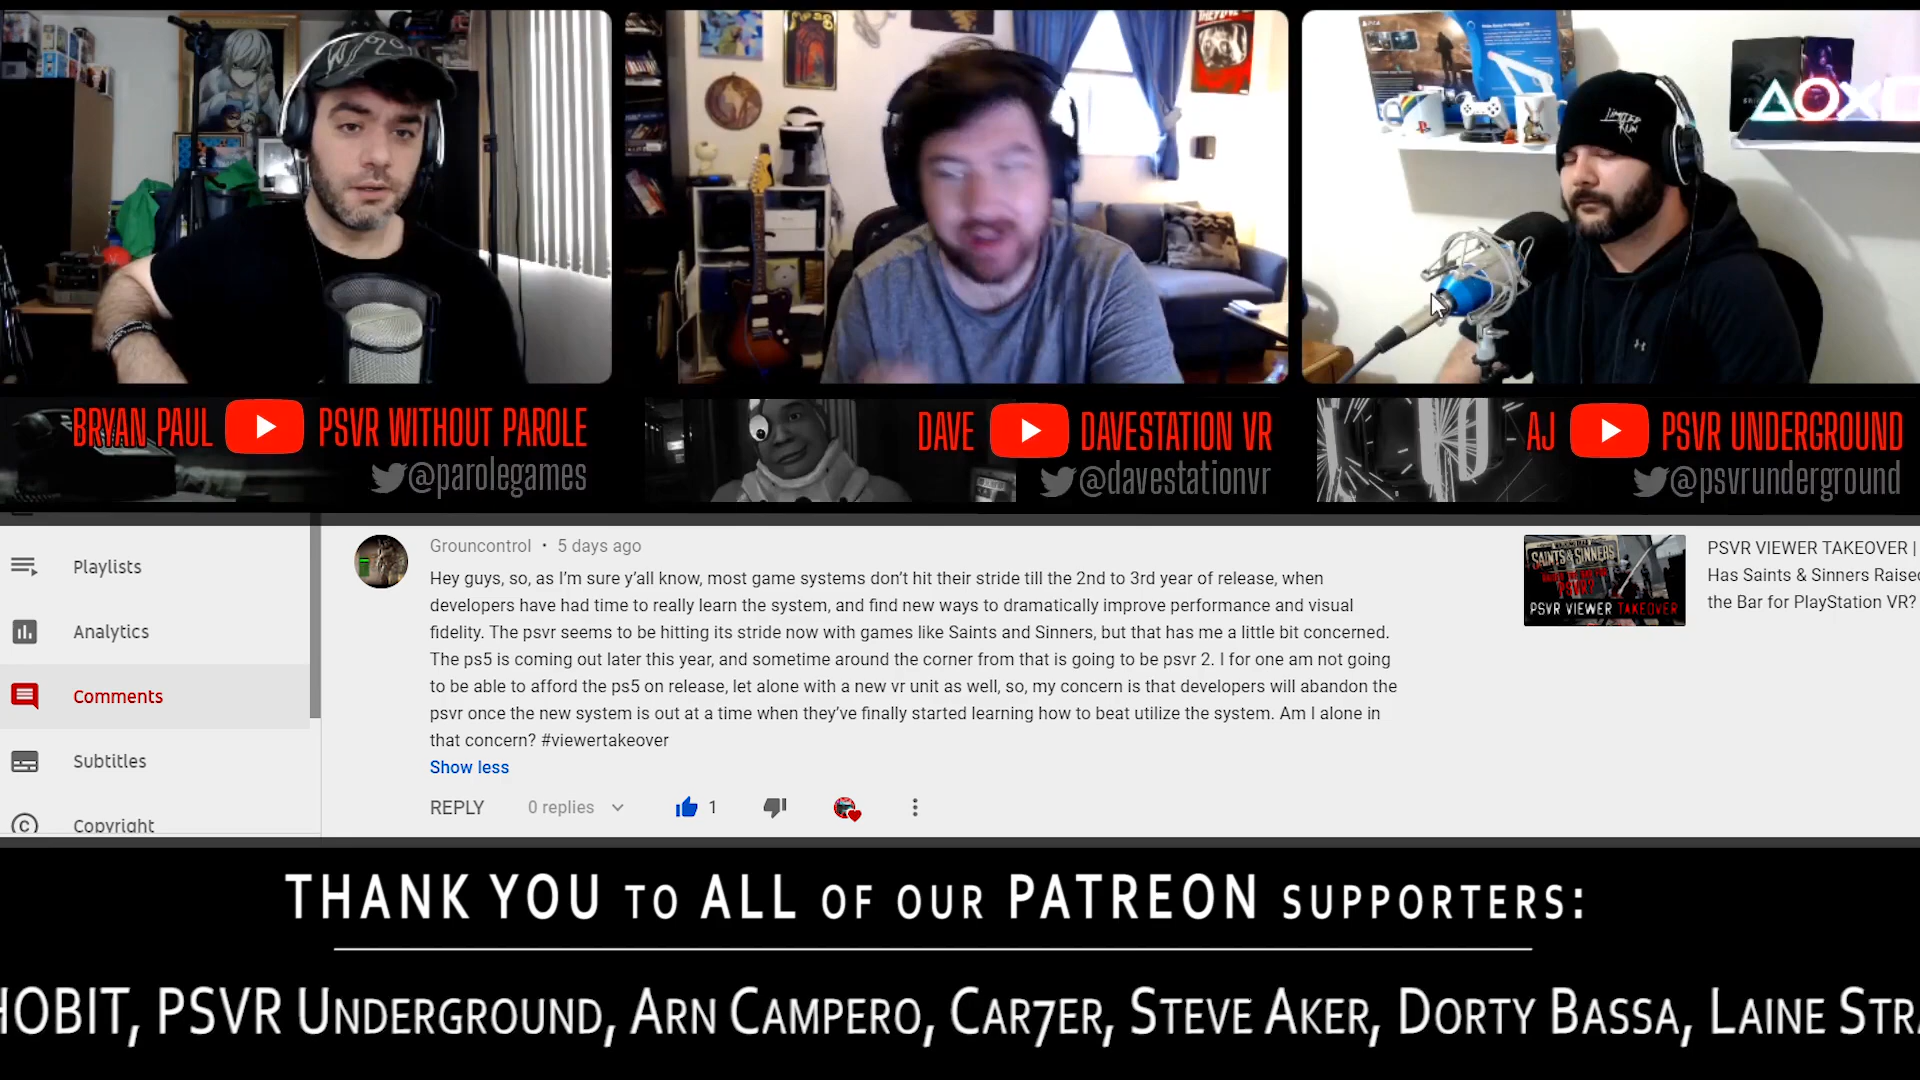 LIMITED
RUN
BRYAN PAUL PSVR WITHOUT PAROLE
@parolegames
DAVE DAVESTATION VR
@davestationvr
AJ PSVR UNDERGROUND
@psvrunderground
Playlists
Analytics
Comments
Subtitles
Copyright
Grouncontrol • 5 days ago
Hey guys, so, as I’m sure y’all know, most game systems don’t hit their stride till the 2nd to 3rd year of release, when
developers have had time to really learn the system, and find new ways to dramatically improve performance and visual
fidelity. The psvr seems to be hitting its stride now with games like Saints and Sinners, but that has me a little bit concerned.
The ps5 is coming out later this year, and sometime around the corner from that is going to be psvr 2. I for one am not going
to be able to afford the ps5 on release, let alone with a new vr unit as well, so, my concern is that developers will abandon the
psvr once the new system is out at a time when they’ve finally started learning how to beat utilize the system. Am I alone in
that concern? #viewertakeover
Show less
REPLY 0 replies 1
SAINTS & SINNERS
PSVR VIEWER TAKEOVER
PSVR VIEWER TAKEOVER |
Has Saints & Sinners Raised
the Bar for PlayStation VR?
THANK YOU TO ALL OF OUR PATREON SUPPORTERS:
HOBIT, PSVR UNDERGROUND, ARN CAMPERO, CAR7ER, STEVE AKER, DORTY BASSA, LAINE STRA